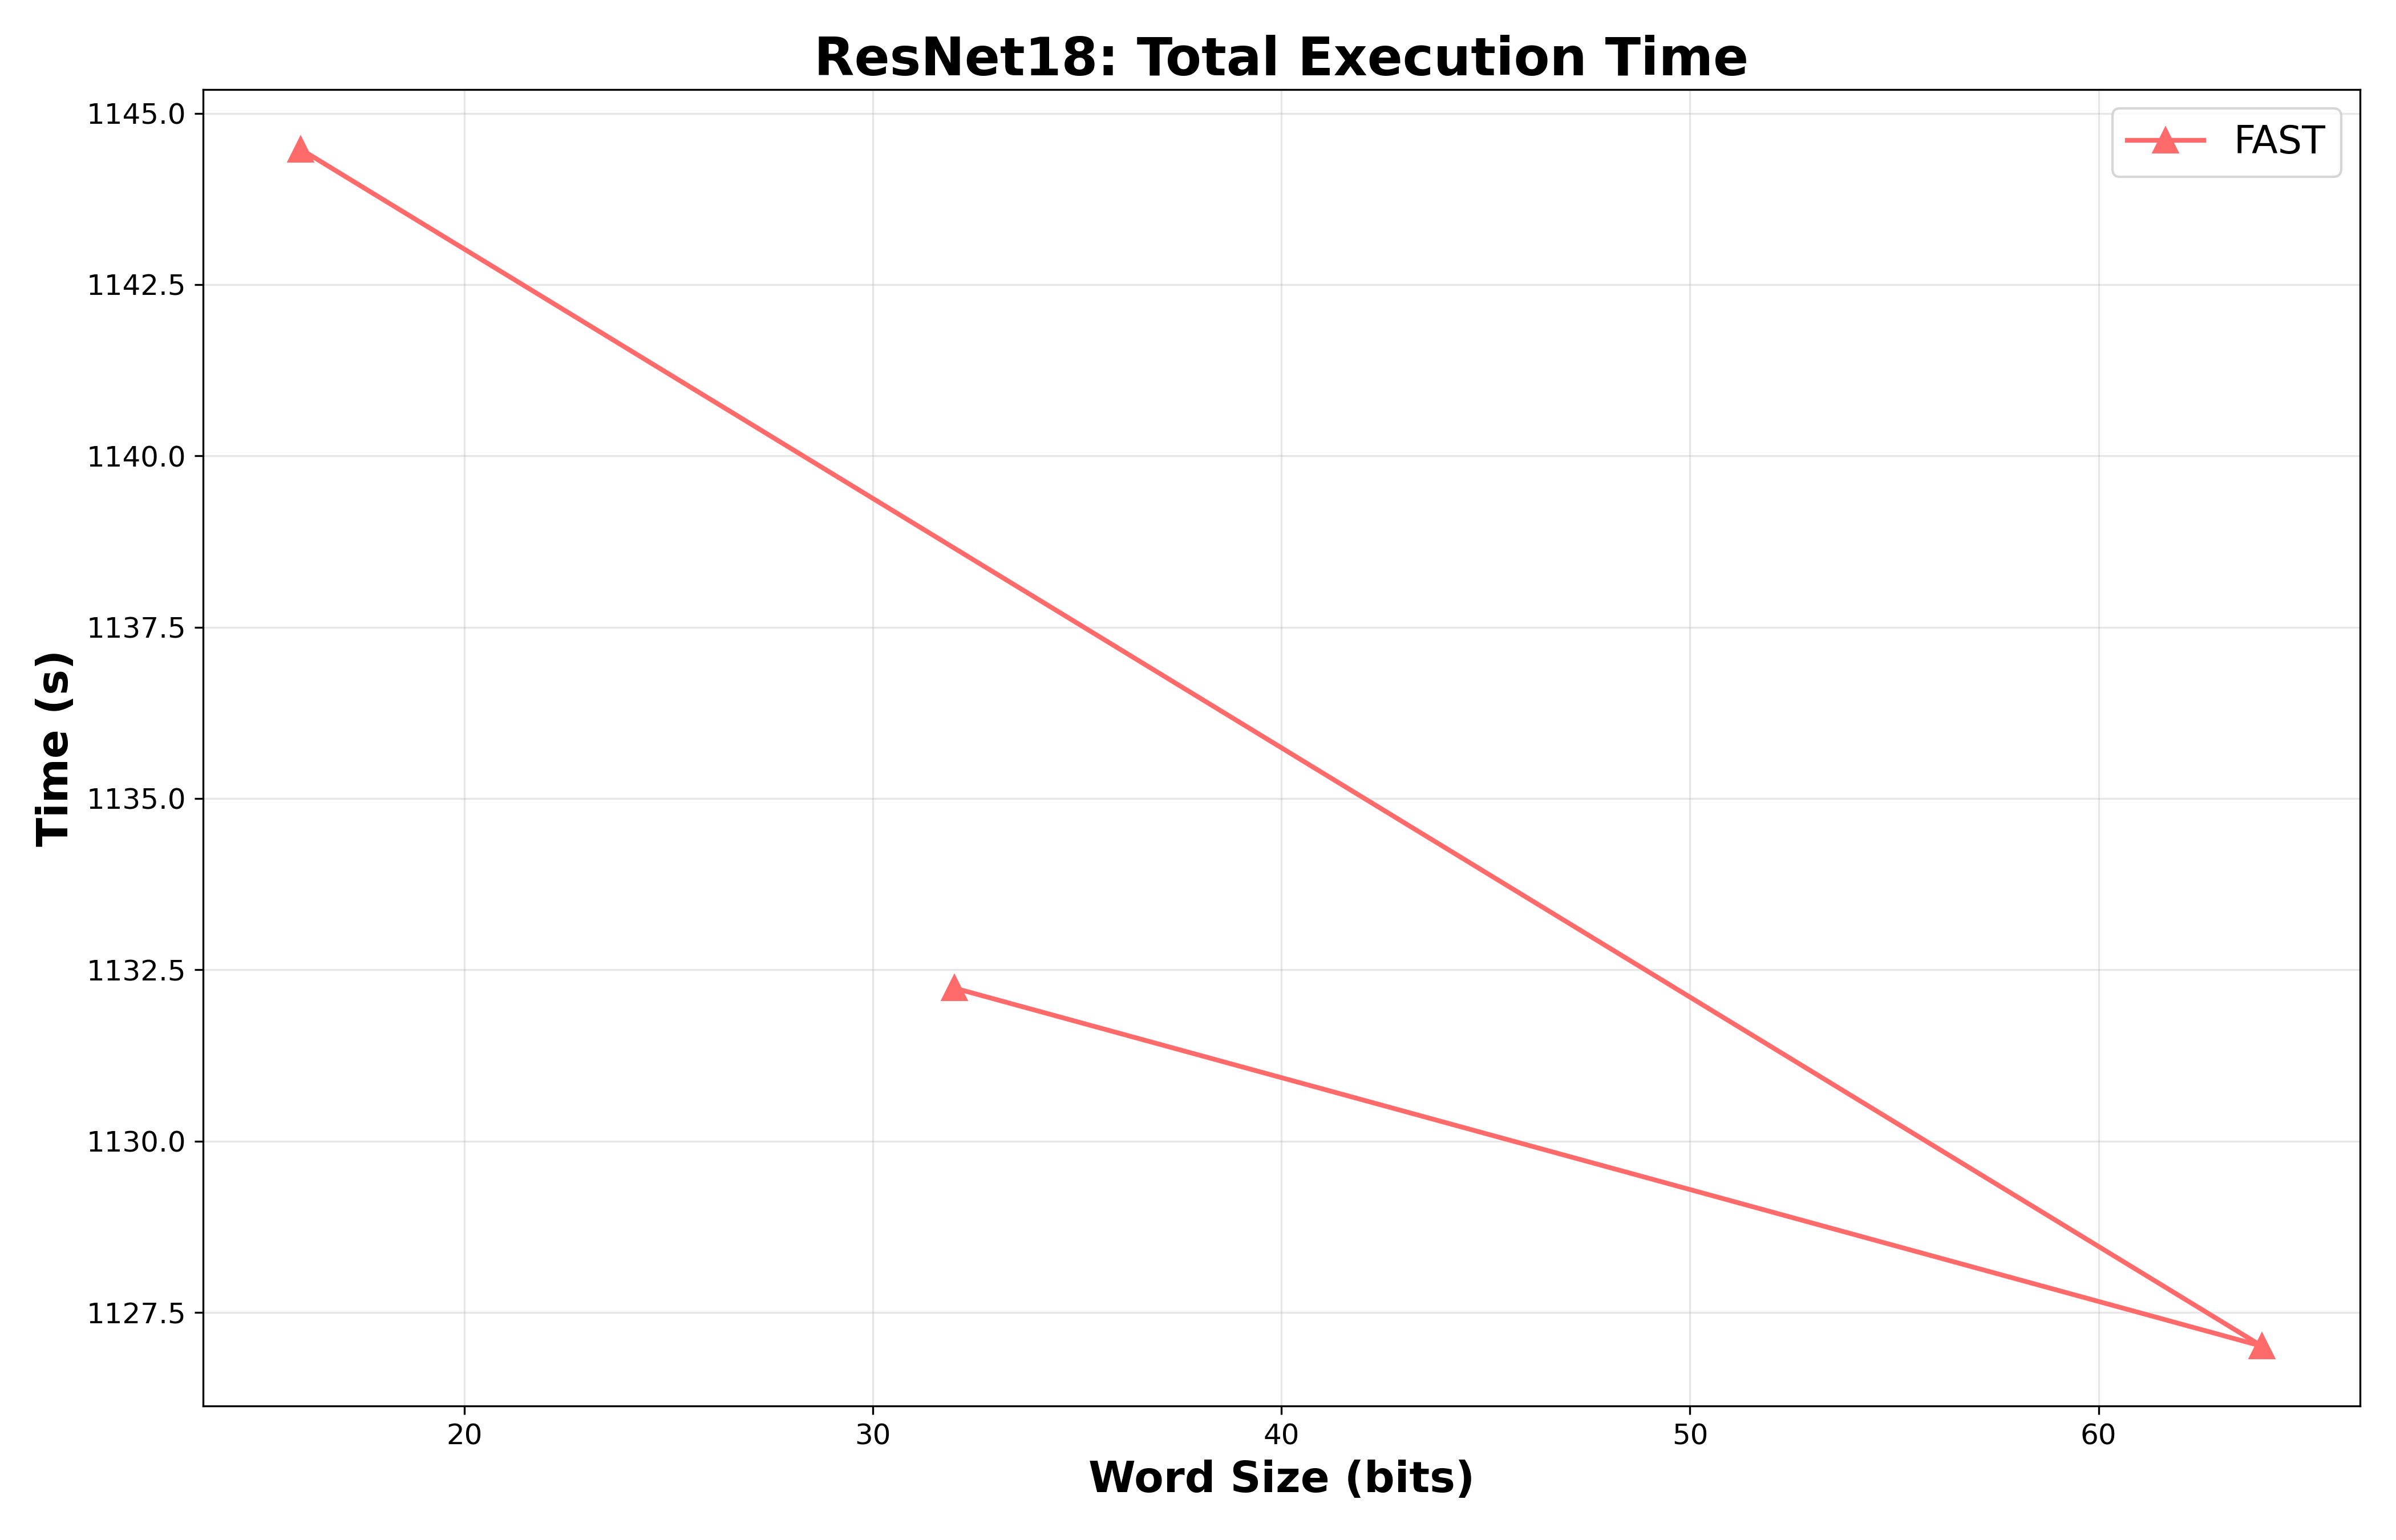 ResNet18: Total Execution Time
FAST
Time (s)
1145.0
1142.5
1140.0
1137.5
1135.0
1132.5
1130.0
1127.5
20 30 40 50 60
Word Size (bits)